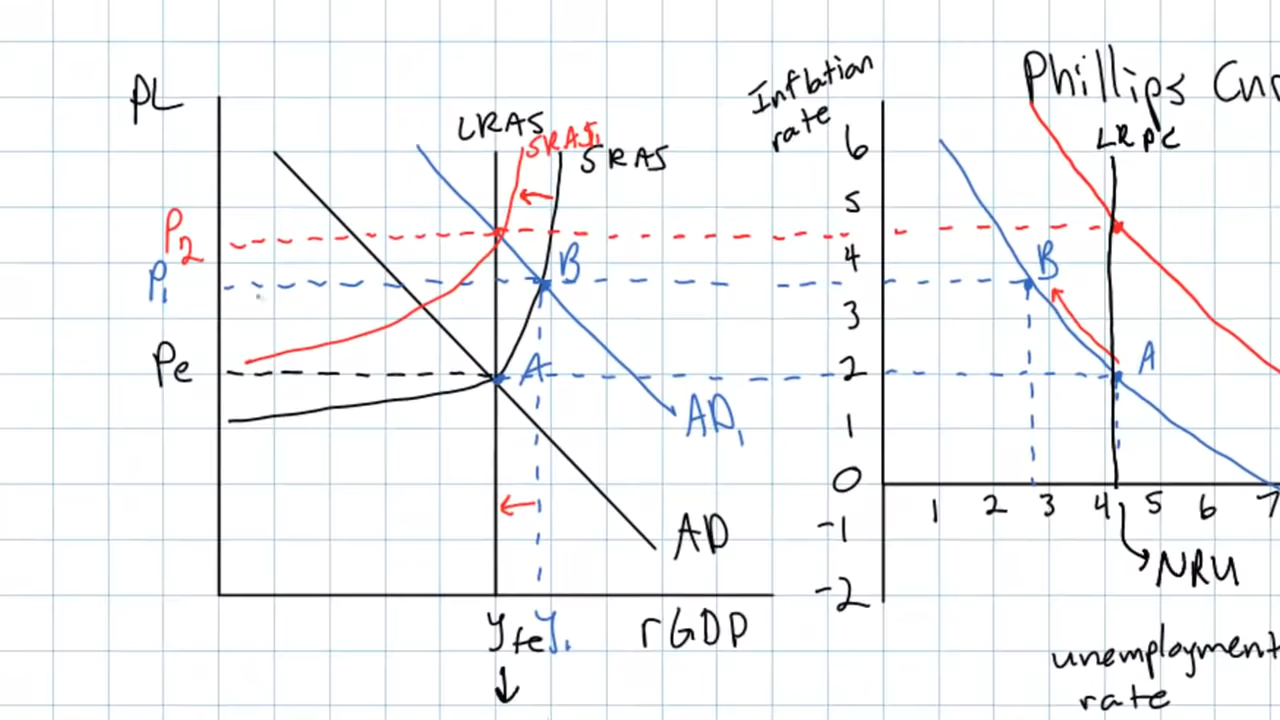 PL
LRAS
SRAS₁
SRAS
P₂
P₁
Pe
B
A
AD₁
AD
yfe
y₁
rGDP
Inflation
rate
6
5
4
3
2
1
0
-1
-2
Phillips Cur
LRPC
B
A
1 2 3 4 5 6 7
NRU
unemployment
rate